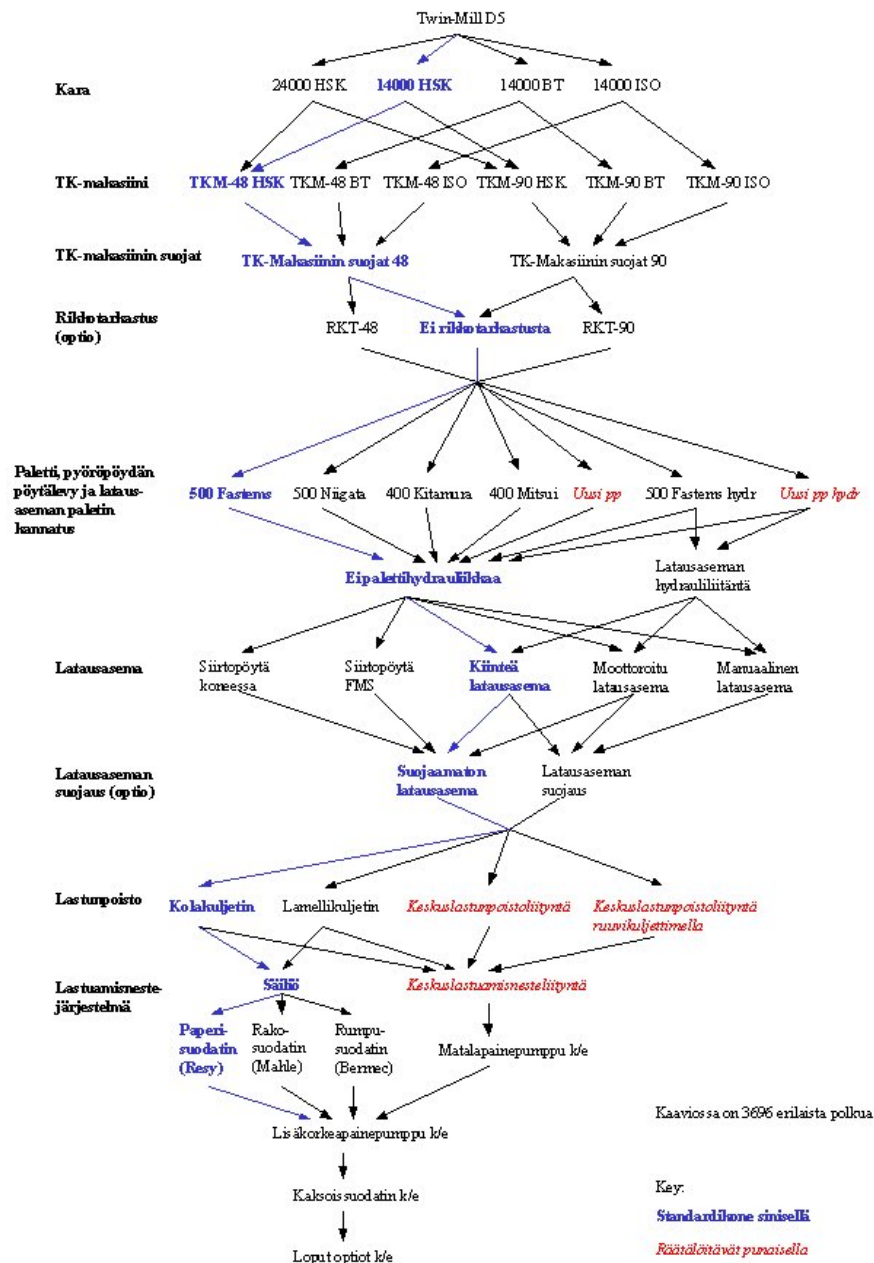 Twin-Mill D5
Kara
24000 HSK
14000 HSK
14000 BT
14000 ISO
TK-makasiini
TKM-48 HSK
TKM-48 BT
TKM-48 ISO
TKM-90 HSK
TKM-90 BT
TKM-90 ISO
TK-makasiinin suojat
TK-Makasiinin suojat 48
TK-Makasiinin suojat 90
Rikkotarkastus
(optio)
RKT-48
Ei rikkotarkastusta
RKT-90
Paletti, pyöröpöydän
pöytälevy ja lataus-
aseman paletin
kannatus
500 Fastems
500 Niigata
400 Kitamura
400 Mitsui
Uusi pp
500 Fastems hydr
Uusi pp hydr
Ei palettihydrauliikkaa
Latausaseman
hydrauliliitäntä
Latausasema
Siirtopöytä
koneessa
Siirtopöytä
FMS
Kiinteä
latausasema
Moottoroitu
latausasema
Manuaalinen
latausasema
Latausaseman
suojaus (optio)
Suojaamaton
latausasema
Latausaseman
suojaus
Lastunpoisto
Kolakuljetin
Lamellikuljetin
Keskuslastunpoistoliityntä
Keskuslastunpoistoliityntä
ruuvikuljettimella
Lastuamisneste-
järjestelmä
Säiliö
Keskuslastuamisnesteliityntä
Paperi-
suodatin
(Resy)
Rako-
suodatin
(Mahle)
Rumpu-
suodatin
(Bermec)
Matalapainepumppu k/e
Lisäkorkeapainepumppu k/e
Kaaviossa on 3696 erilaista polkua
Kaksoissuodatin k/e
Key:
Standardikone sinisellä
Loput optiot k/e
Räätälöitävät punaisella